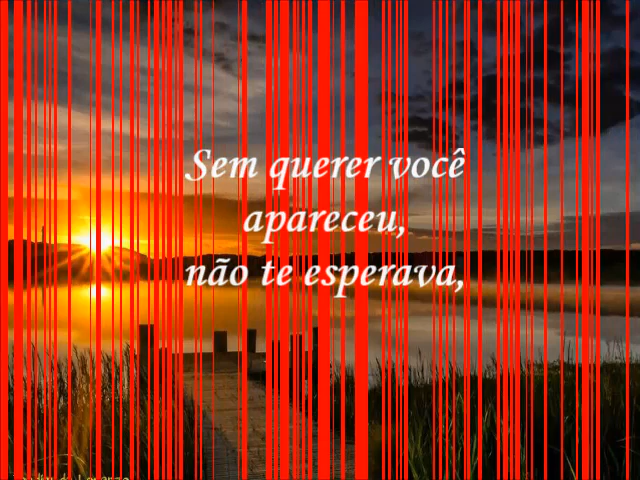 Sem querer você
apareceu,
não te esperava,